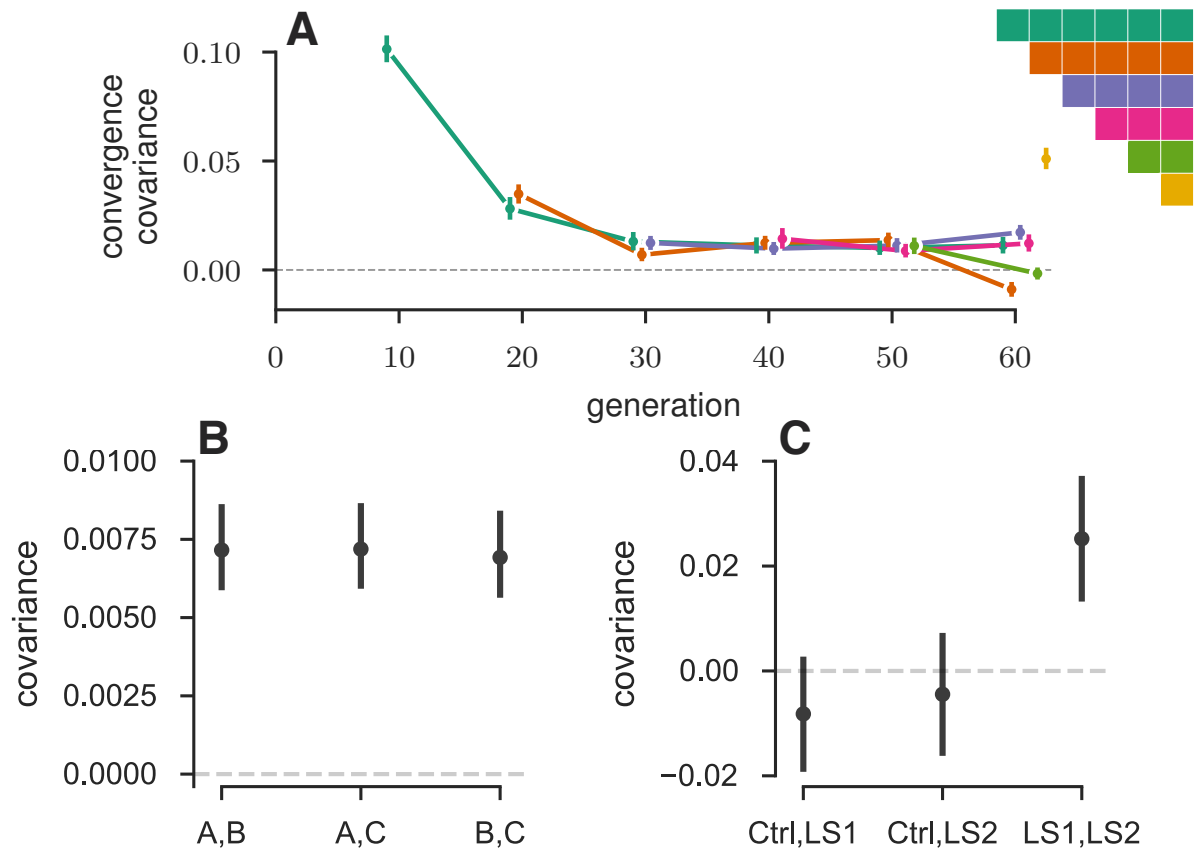 A
convergence
covariance
0.10
0.05
0.00
0 10 20 30 40 50 60
generation
B
covariance
0.0100
0.0075
0.0050
0.0025
0.0000
A,B A,C B,C
C
covariance
0.04
0.02
0.00
−0.02
Ctrl,LS1 Ctrl,LS2 LS1,LS2